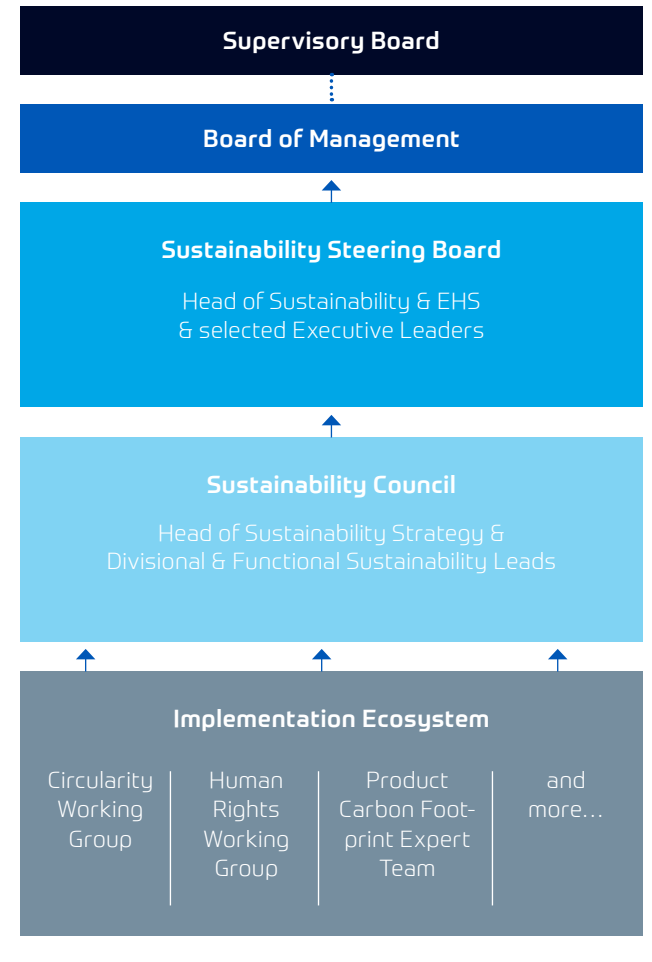 Supervisory Board
Board of Management
Sustainability Steering Board
Head of Sustainability & EHS
& selected Executive Leaders
Sustainability Council
Head of Sustainability Strategy &
Divisional & Functional Sustainability Leads
Implementation Ecosystem
Circularity
Working
Group
Human
Rights
Working
Group
Product
Carbon Foot-
print Expert
Team
and
more...